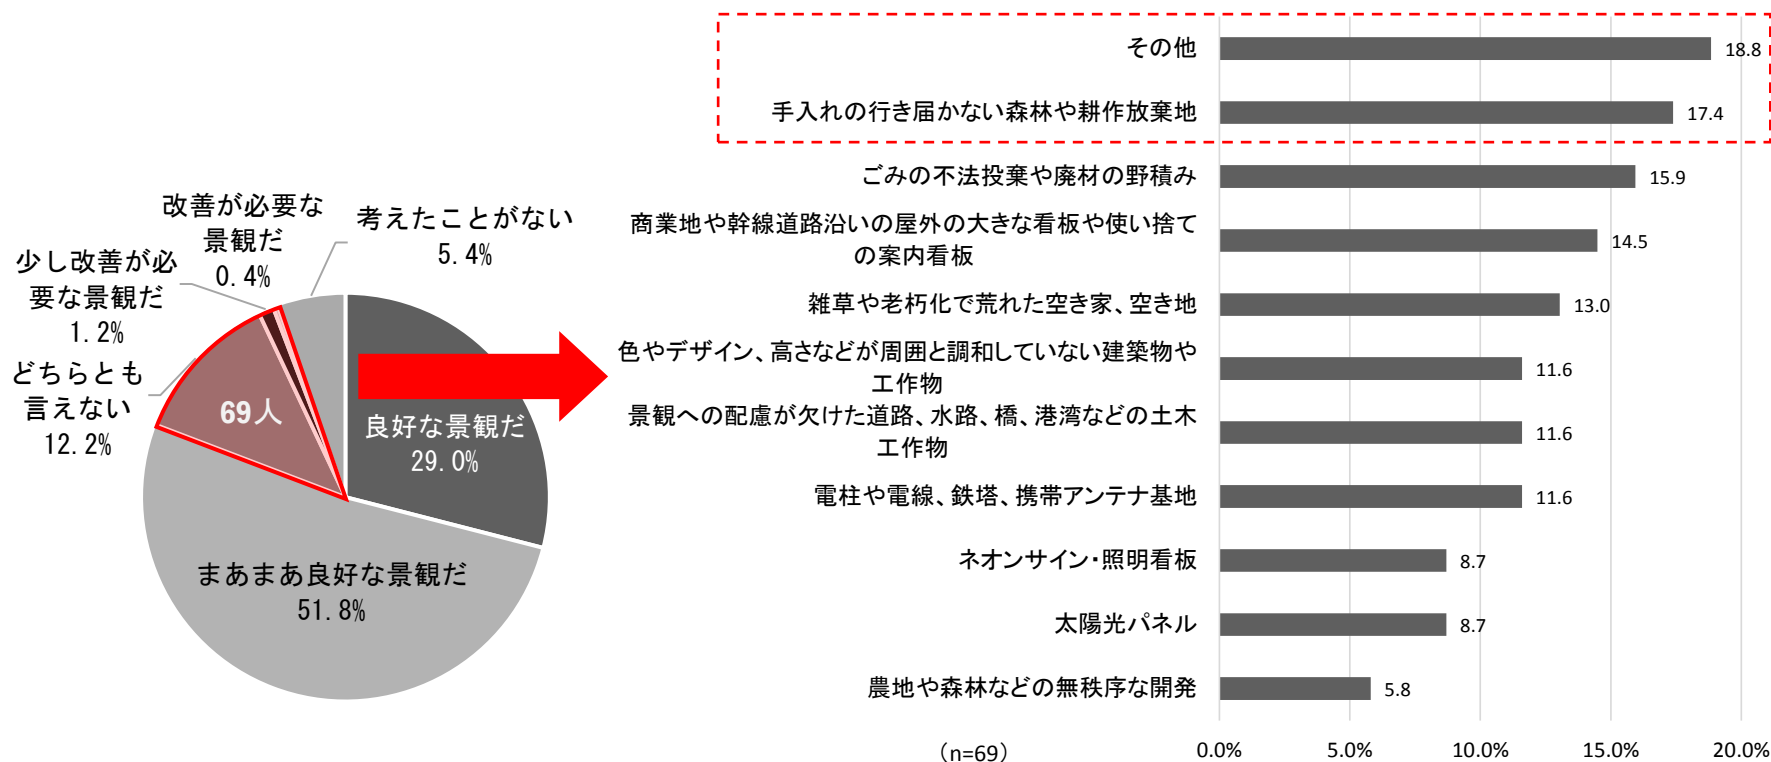 改善が必要な
景観だ
0.4%
考えたことがない
5.4%
少し改善が必
要な景観だ
1.2%
どちらとも
言えない
12.2%
69人
良好な景観だ
29.0%
まあまあ良好な景観だ
51.8%
その他
18.8
手入れの行き届かない森林や耕作放棄地
17.4
ごみの不法投棄や廃材の野積み
15.9
商業地や幹線道路沿いの屋外の大きな看板や使い捨て
の案内看板
14.5
雑草や老朽化で荒れた空き家、空き地
13.0
色やデザイン、高さなどが周囲と調和していない建築物や
工作物
11.6
景観への配慮が欠けた道路、水路、橋、港湾などの土木
工作物
11.6
電柱や電線、鉄塔、携帯アンテナ基地
11.6
ネオンサイン・照明看板
8.7
太陽光パネル
8.7
農地や森林などの無秩序な開発
5.8
（n=69）
0.0% 5.0% 10.0% 15.0% 20.0%